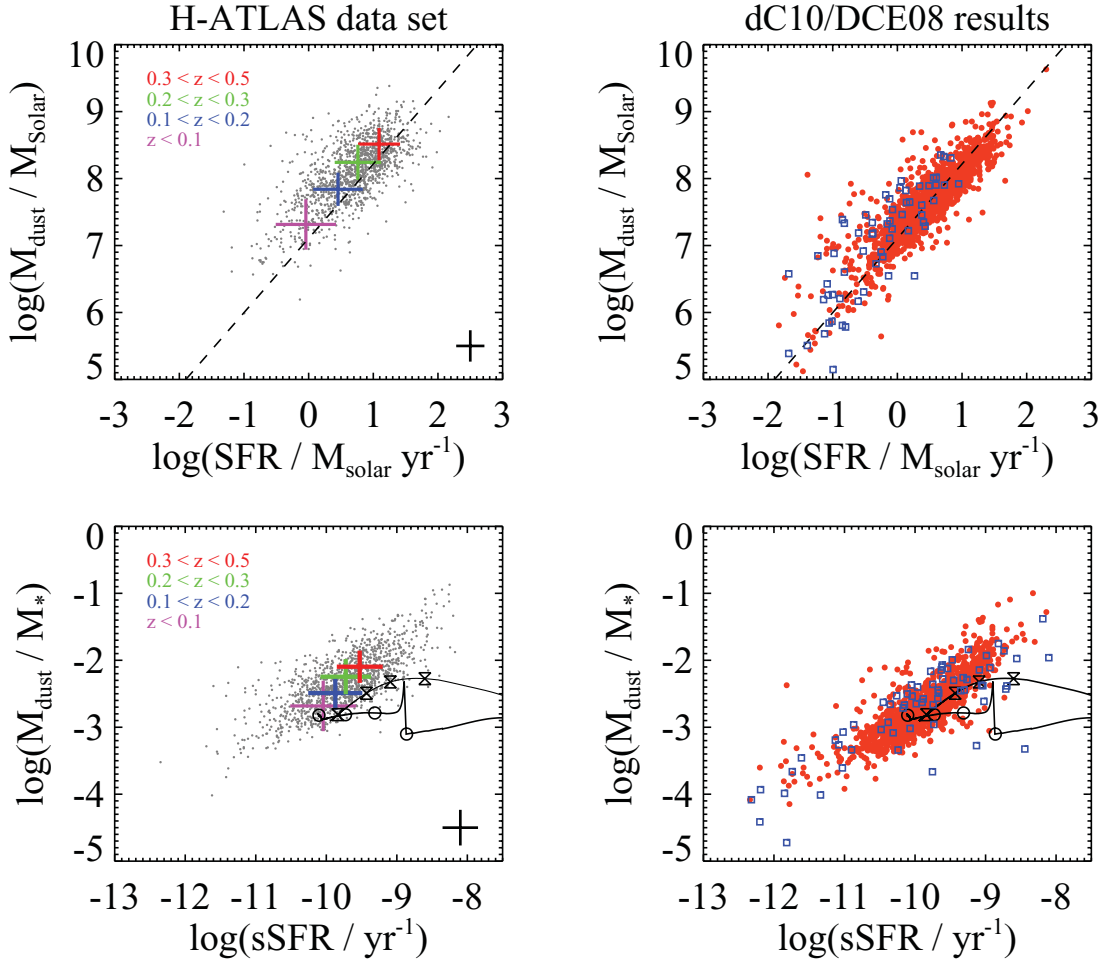 H-ATLAS data set
dC10/DCE08 results
10
9
8
7
6
5
log(M_dust / M_Solar)
0.3 < z < 0.5
0.2 < z < 0.3
0.1 < z < 0.2
z < 0.1
-3 -2 -1 0 1 2 3
log(SFR / M_solar yr^-1)
10
9
8
7
6
5
log(M_dust / M_Solar)
-3 -2 -1 0 1 2 3
log(SFR / M_solar yr^-1)
0
-1
-2
-3
-4
-5
log(M_dust / M_*)
0.3 < z < 0.5
0.2 < z < 0.3
0.1 < z < 0.2
z < 0.1
-13 -12 -11 -10 -9 -8
log(sSFR / yr^-1)
0
-1
-2
-3
-4
-5
log(M_dust / M_*)
-13 -12 -11 -10 -9 -8
log(sSFR / yr^-1)